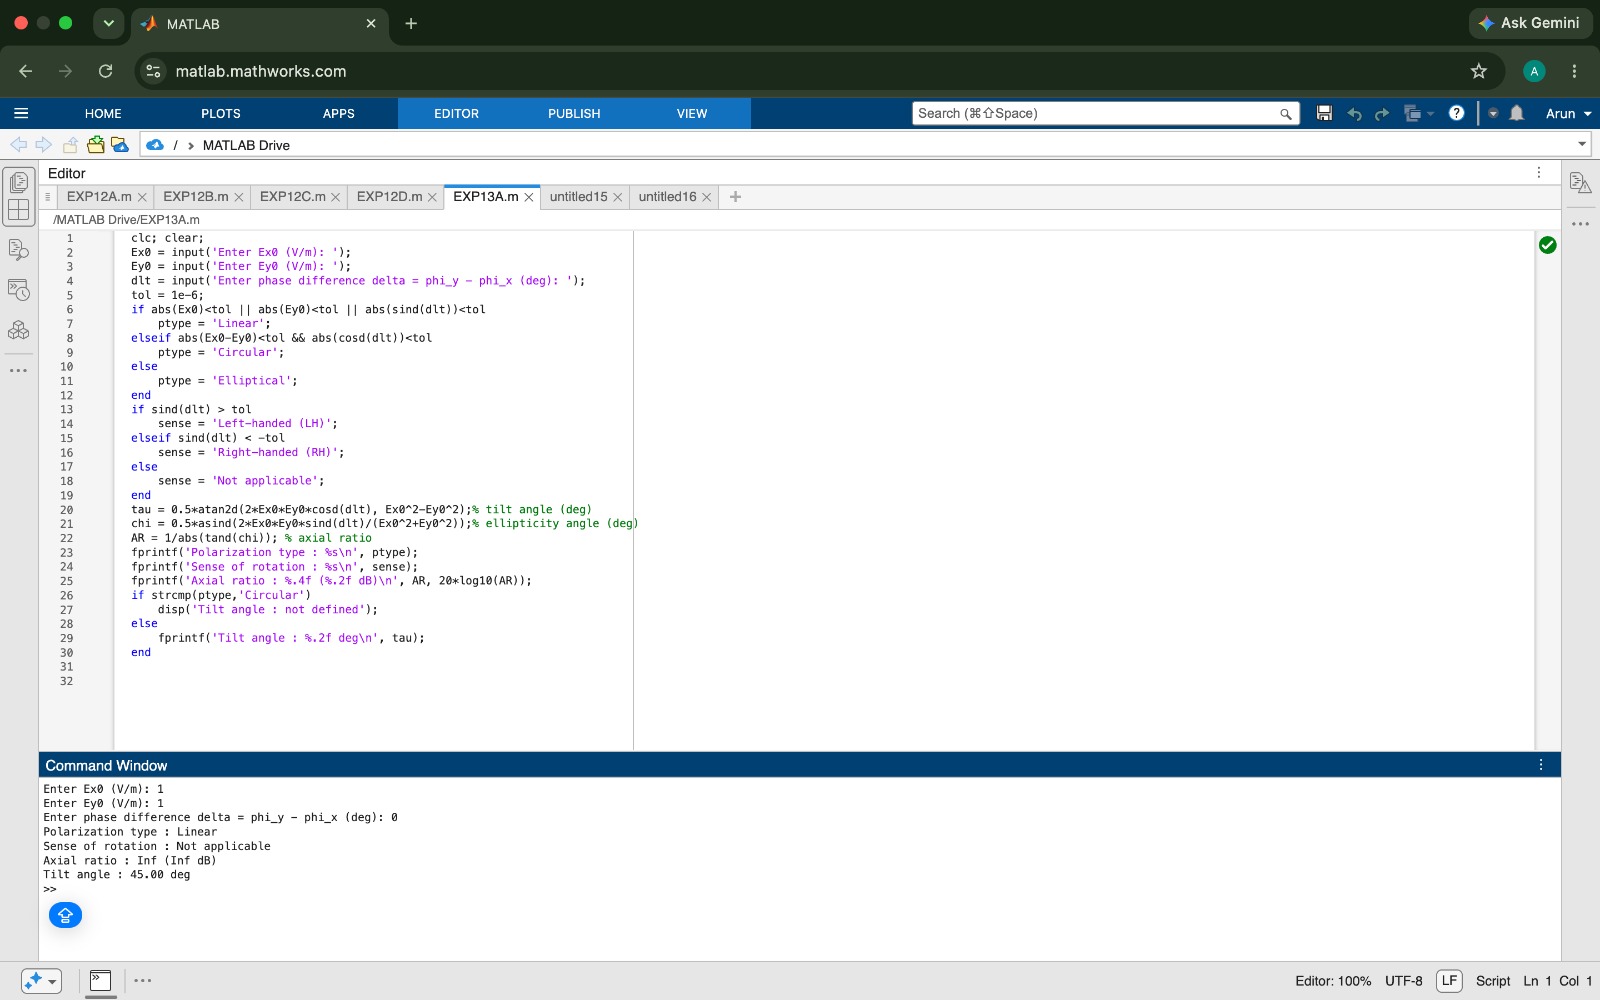 MATLAB
Ask Gemini
matlab.mathworks.com
A
HOME PLOTS APPS EDITOR PUBLISH VIEW
Search (⌘⇧Space)
Arun
/ › MATLAB Drive
Editor
EXP12A.m EXP12B.m EXP12C.m EXP12D.m EXP13A.m untitled15 untitled16
/MATLAB Drive/EXP13A.m
1 clc; clear;
2 Ex0 = input('Enter Ex0 (V/m): ');
3 Ey0 = input('Enter Ey0 (V/m): ');
4 dlt = input('Enter phase difference delta = phi_y - phi_x (deg): ');
5 tol = 1e-6;
6 if abs(Ex0)<tol || abs(Ey0)<tol || abs(sind(dlt))<tol
7     ptype = 'Linear';
8 elseif abs(Ex0-Ey0)<tol && abs(cosd(dlt))<tol
9     ptype = 'Circular';
10 else
11     ptype = 'Elliptical';
12 end
13 if sind(dlt) > tol
14     sense = 'Left-handed (LH)';
15 elseif sind(dlt) < -tol
16     sense = 'Right-handed (RH)';
17 else
18     sense = 'Not applicable';
19 end
20 tau = 0.5*atan2d(2*Ex0*Ey0*cosd(dlt), Ex0^2-Ey0^2);% tilt angle (deg)
21 chi = 0.5*asind(2*Ex0*Ey0*sind(dlt)/(Ex0^2+Ey0^2));% ellipticity angle (deg)
22 AR = 1/abs(tand(chi)); % axial ratio
23 fprintf('Polarization type : %s\n', ptype);
24 fprintf('Sense of rotation : %s\n', sense);
25 fprintf('Axial ratio : %.4f (%.2f dB)\n', AR, 20*log10(AR));
26 if strcmp(ptype,'Circular')
27     disp('Tilt angle : not defined');
28 else
29     fprintf('Tilt angle : %.2f deg\n', tau);
30 end
31
32
Command Window
Enter Ex0 (V/m): 1
Enter Ey0 (V/m): 1
Enter phase difference delta = phi_y - phi_x (deg): 0
Polarization type : Linear
Sense of rotation : Not applicable
Axial ratio : Inf (Inf dB)
Tilt angle : 45.00 deg
>>
Editor: 100% UTF-8 LF Script Ln 1 Col 1